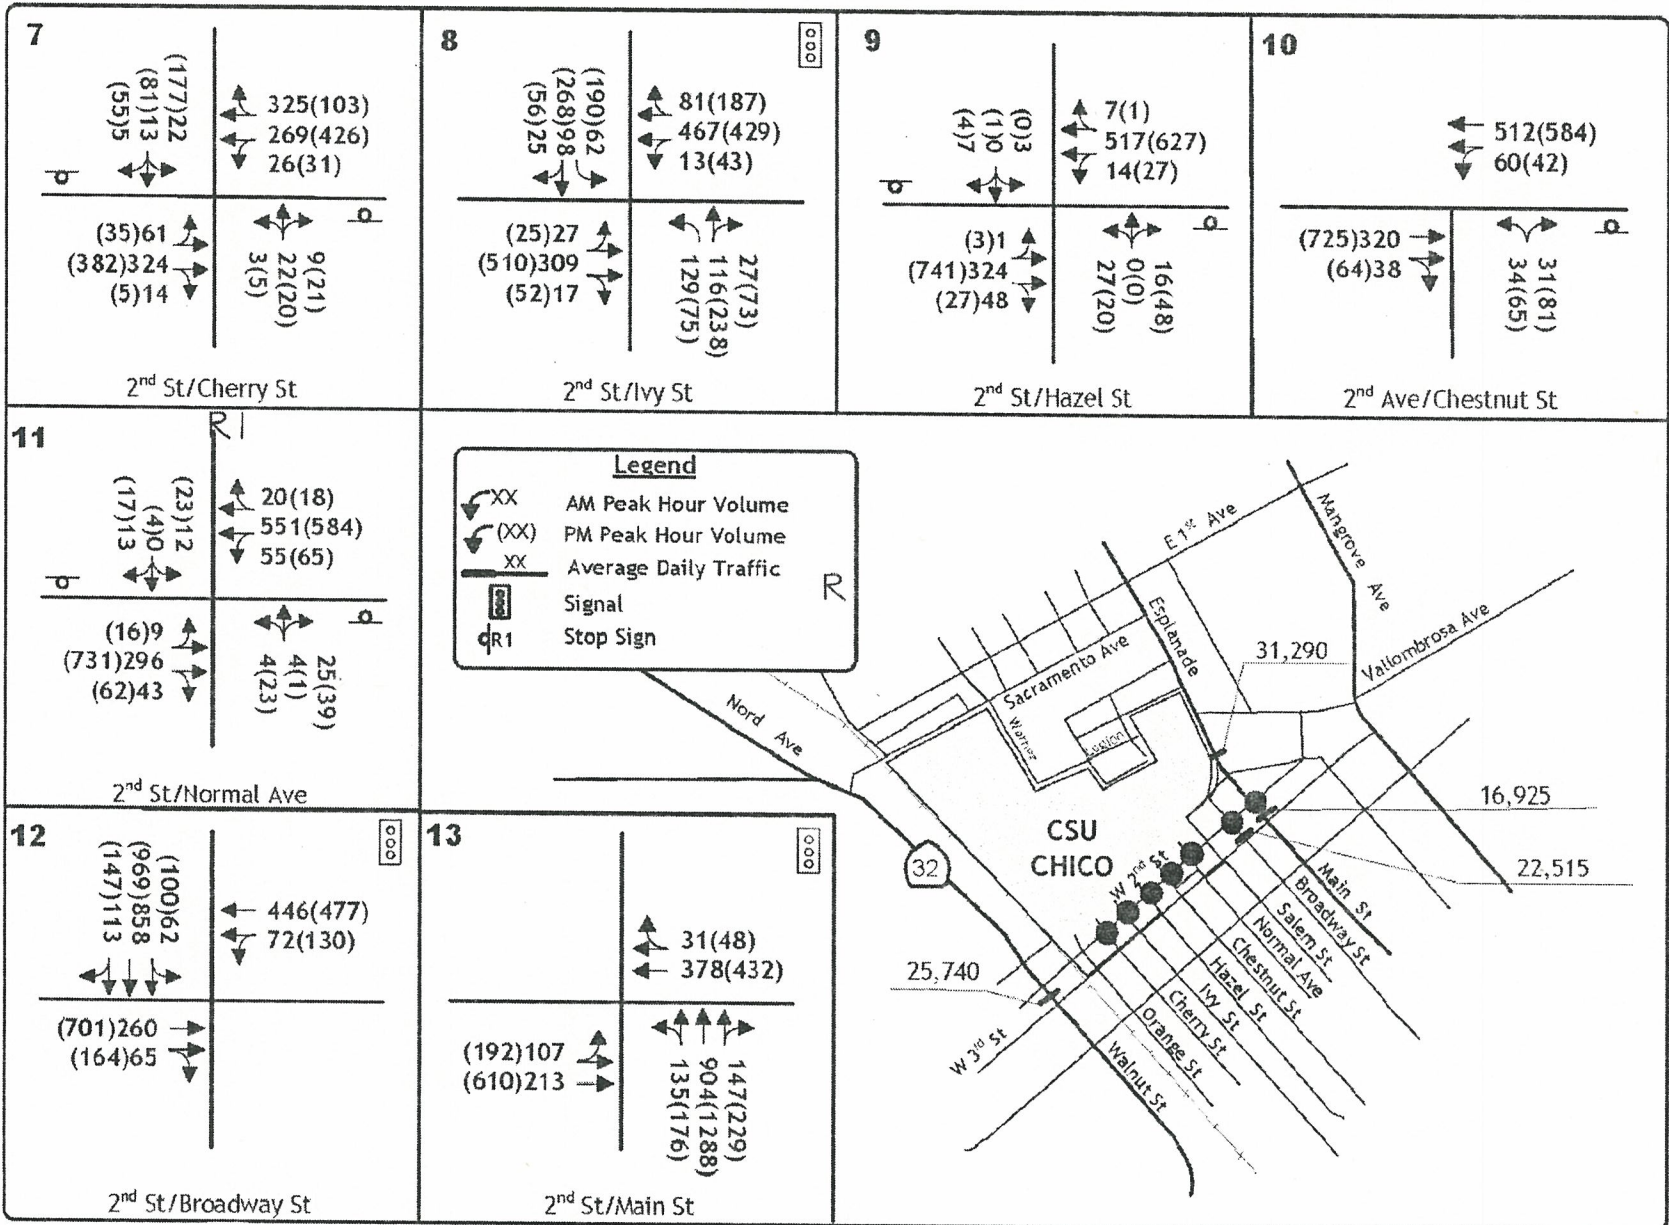 7
(55)5
(81)13
(177)22
325(103)
269(426)
26(31)
(35)61
(382)324
(5)14
3(5)
22(20)
9(21)
2nd St/Cherry St
8
(56)25
(268)98
(190)62
81(187)
467(429)
13(43)
(25)27
(510)309
(52)17
129(75)
116(238)
27(73)
2nd St/Ivy St
9
(4)7
(1)0
(0)3
7(1)
517(627)
14(27)
(3)1
(741)324
(27)48
27(20)
0(0)
16(48)
2nd St/Hazel St
10
512(584)
60(42)
(725)320
(64)38
34(65)
31(81)
2nd Ave/Chestnut St
11
R1
(17)13
(4)0
(23)12
20(18)
551(584)
55(65)
(16)9
(731)296
(62)43
4(23)
4(1)
25(39)
2nd St/Normal Ave
Legend
XX AM Peak Hour Volume
(XX) PM Peak Hour Volume
XX Average Daily Traffic
Signal
R1 Stop Sign
R
12
(147)113
(969)858
(100)62
446(477)
72(130)
(701)260
(164)65
2nd St/Broadway St
13
31(48)
378(432)
(192)107
(610)213
135(176)
904(1288)
147(229)
2nd St/Main St
E 1st Ave
Mangrove Ave
Esplanade
Vallombrosa Ave
Sacramento Ave
31,290
Nord Ave
Warner
Legion
16,925
CSU
CHICO
W 2nd St
32
22,515
Main St
Broadway St
Salem St
Normal Ave
Chestnut St
Hazel St
Ivy St
Cherry St
Orange St
25,740
W 3rd St
Walnut St